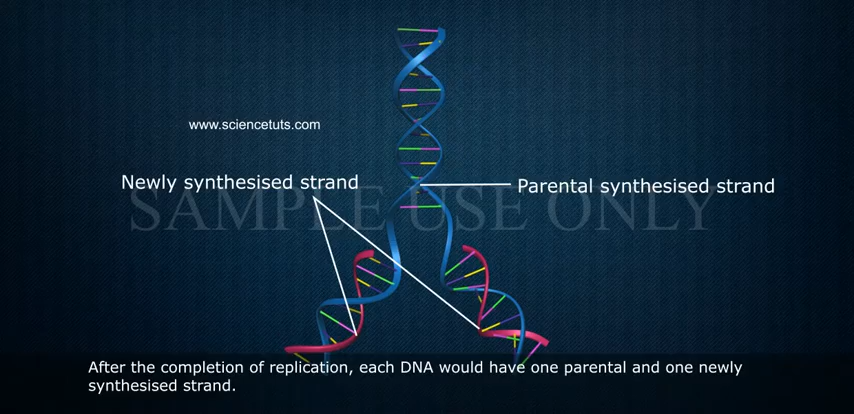 www.sciencetuts.com
Newly synthesised strand
Parental synthesised strand
SAMPLE USE ONLY
After the completion of replication, each DNA would have one parental and one newly
synthesised strand.